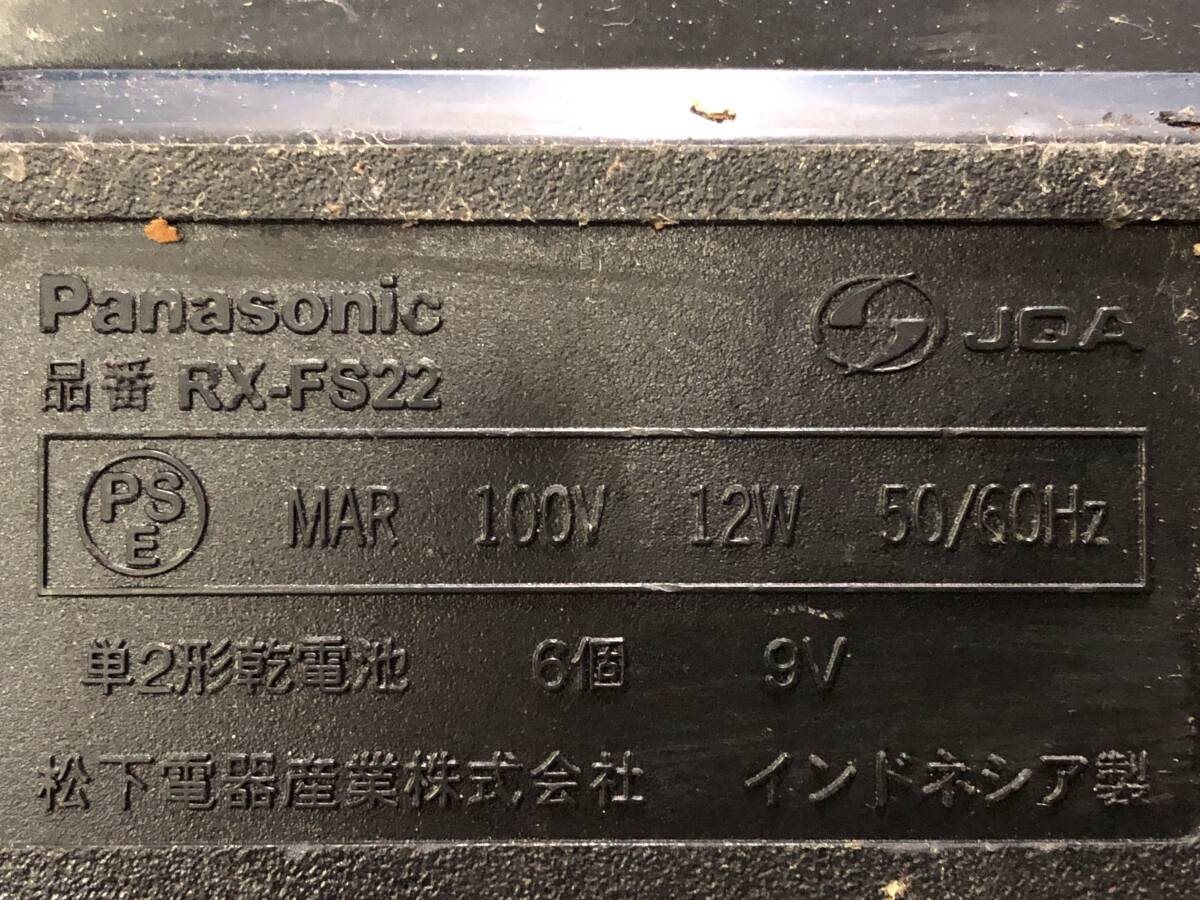 Panasonic
JQA
品番 RX-FS22
PSE MAR 100V 12W 50/60Hz
単2形乾電池 6個 9V
松下電器産業株式会社 インドネシア製